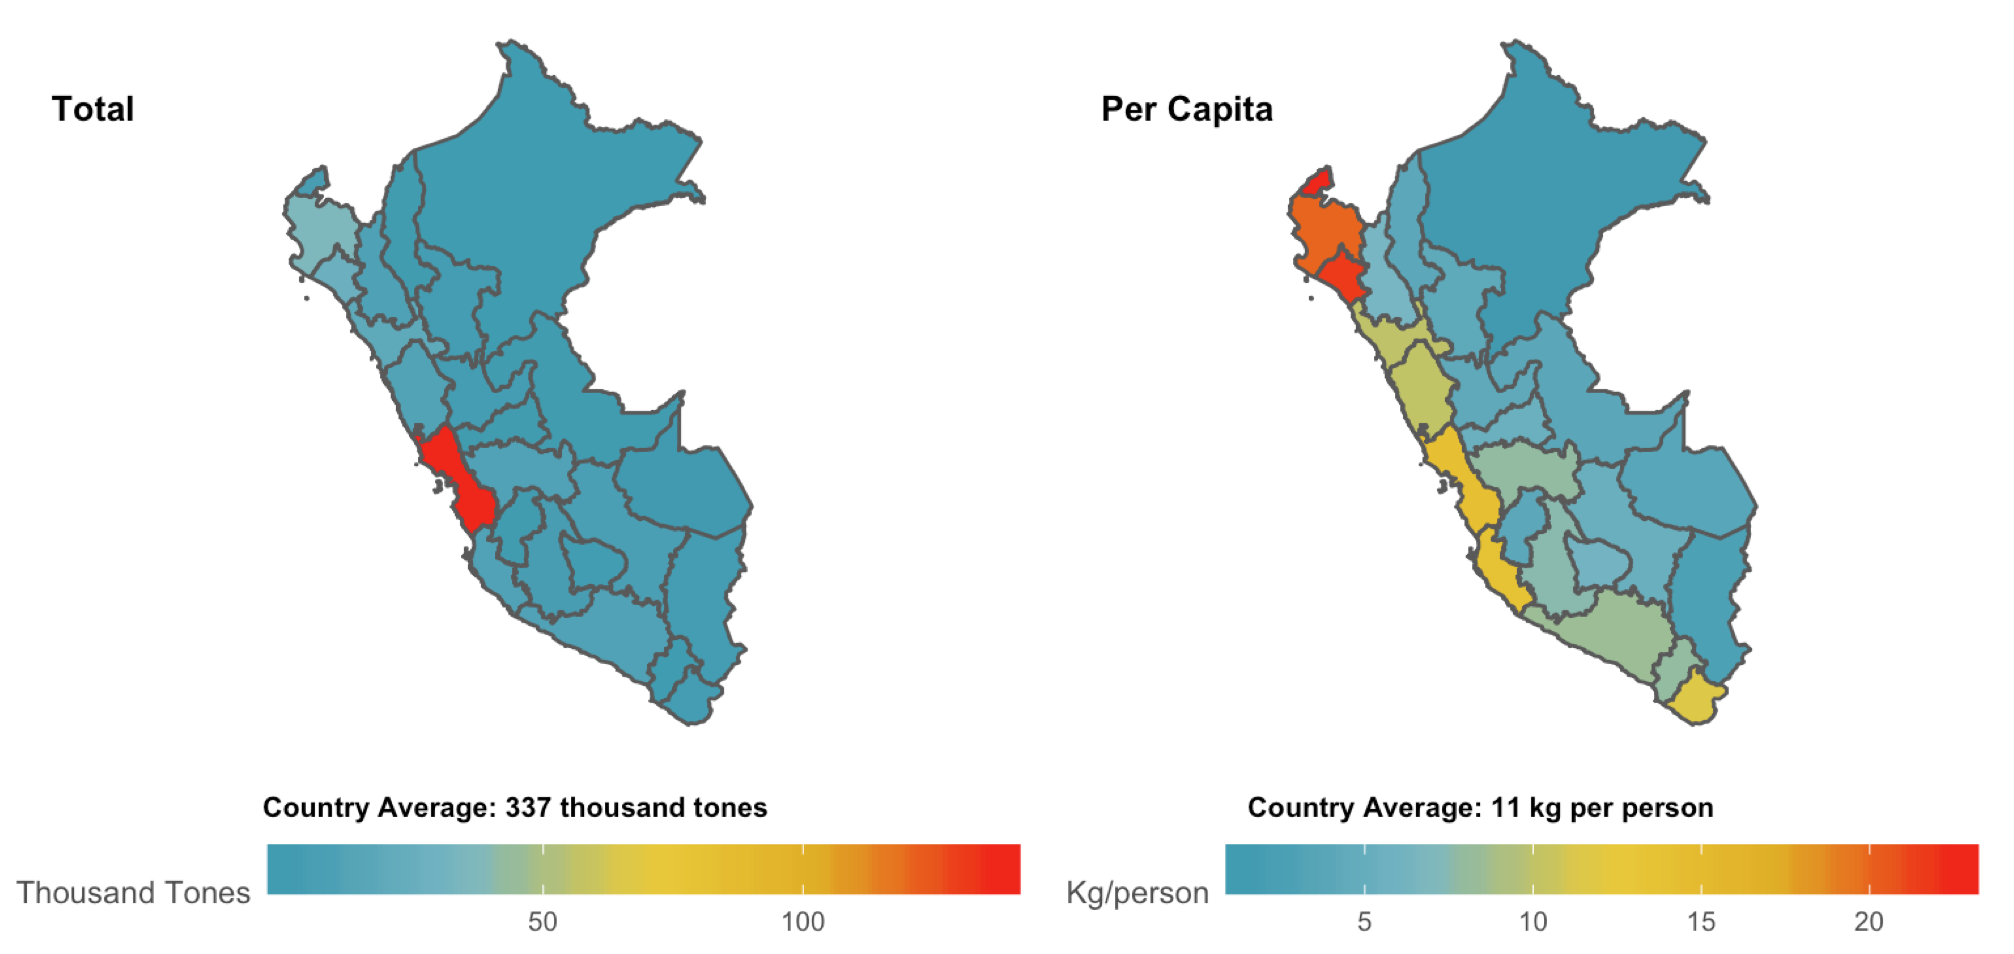 Total
Per Capita
Country Average: 337 thousand tones
Country Average: 11 kg per person
Thousand Tones
50
100
Kg/person
5
10
15
20